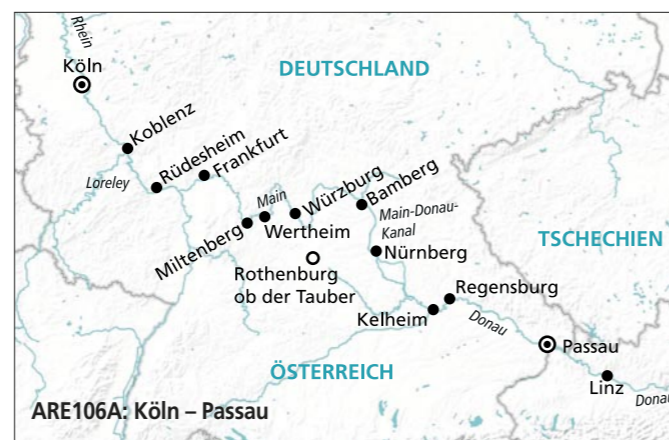 Rhein
Köln
DEUTSCHLAND
Koblenz
Rüdesheim
Frankfurt
Loreley
Main
Würzburg
Bamberg
Miltenberg
Wertheim
Main-Donau-
Kanal
TSCHECHIEN
Nürnberg
Rothenburg
ob der Tauber
Regensburg
Kelheim
Donau
Passau
ÖSTERREICH
Linz
Donau
ARE106A: Köln – Passau